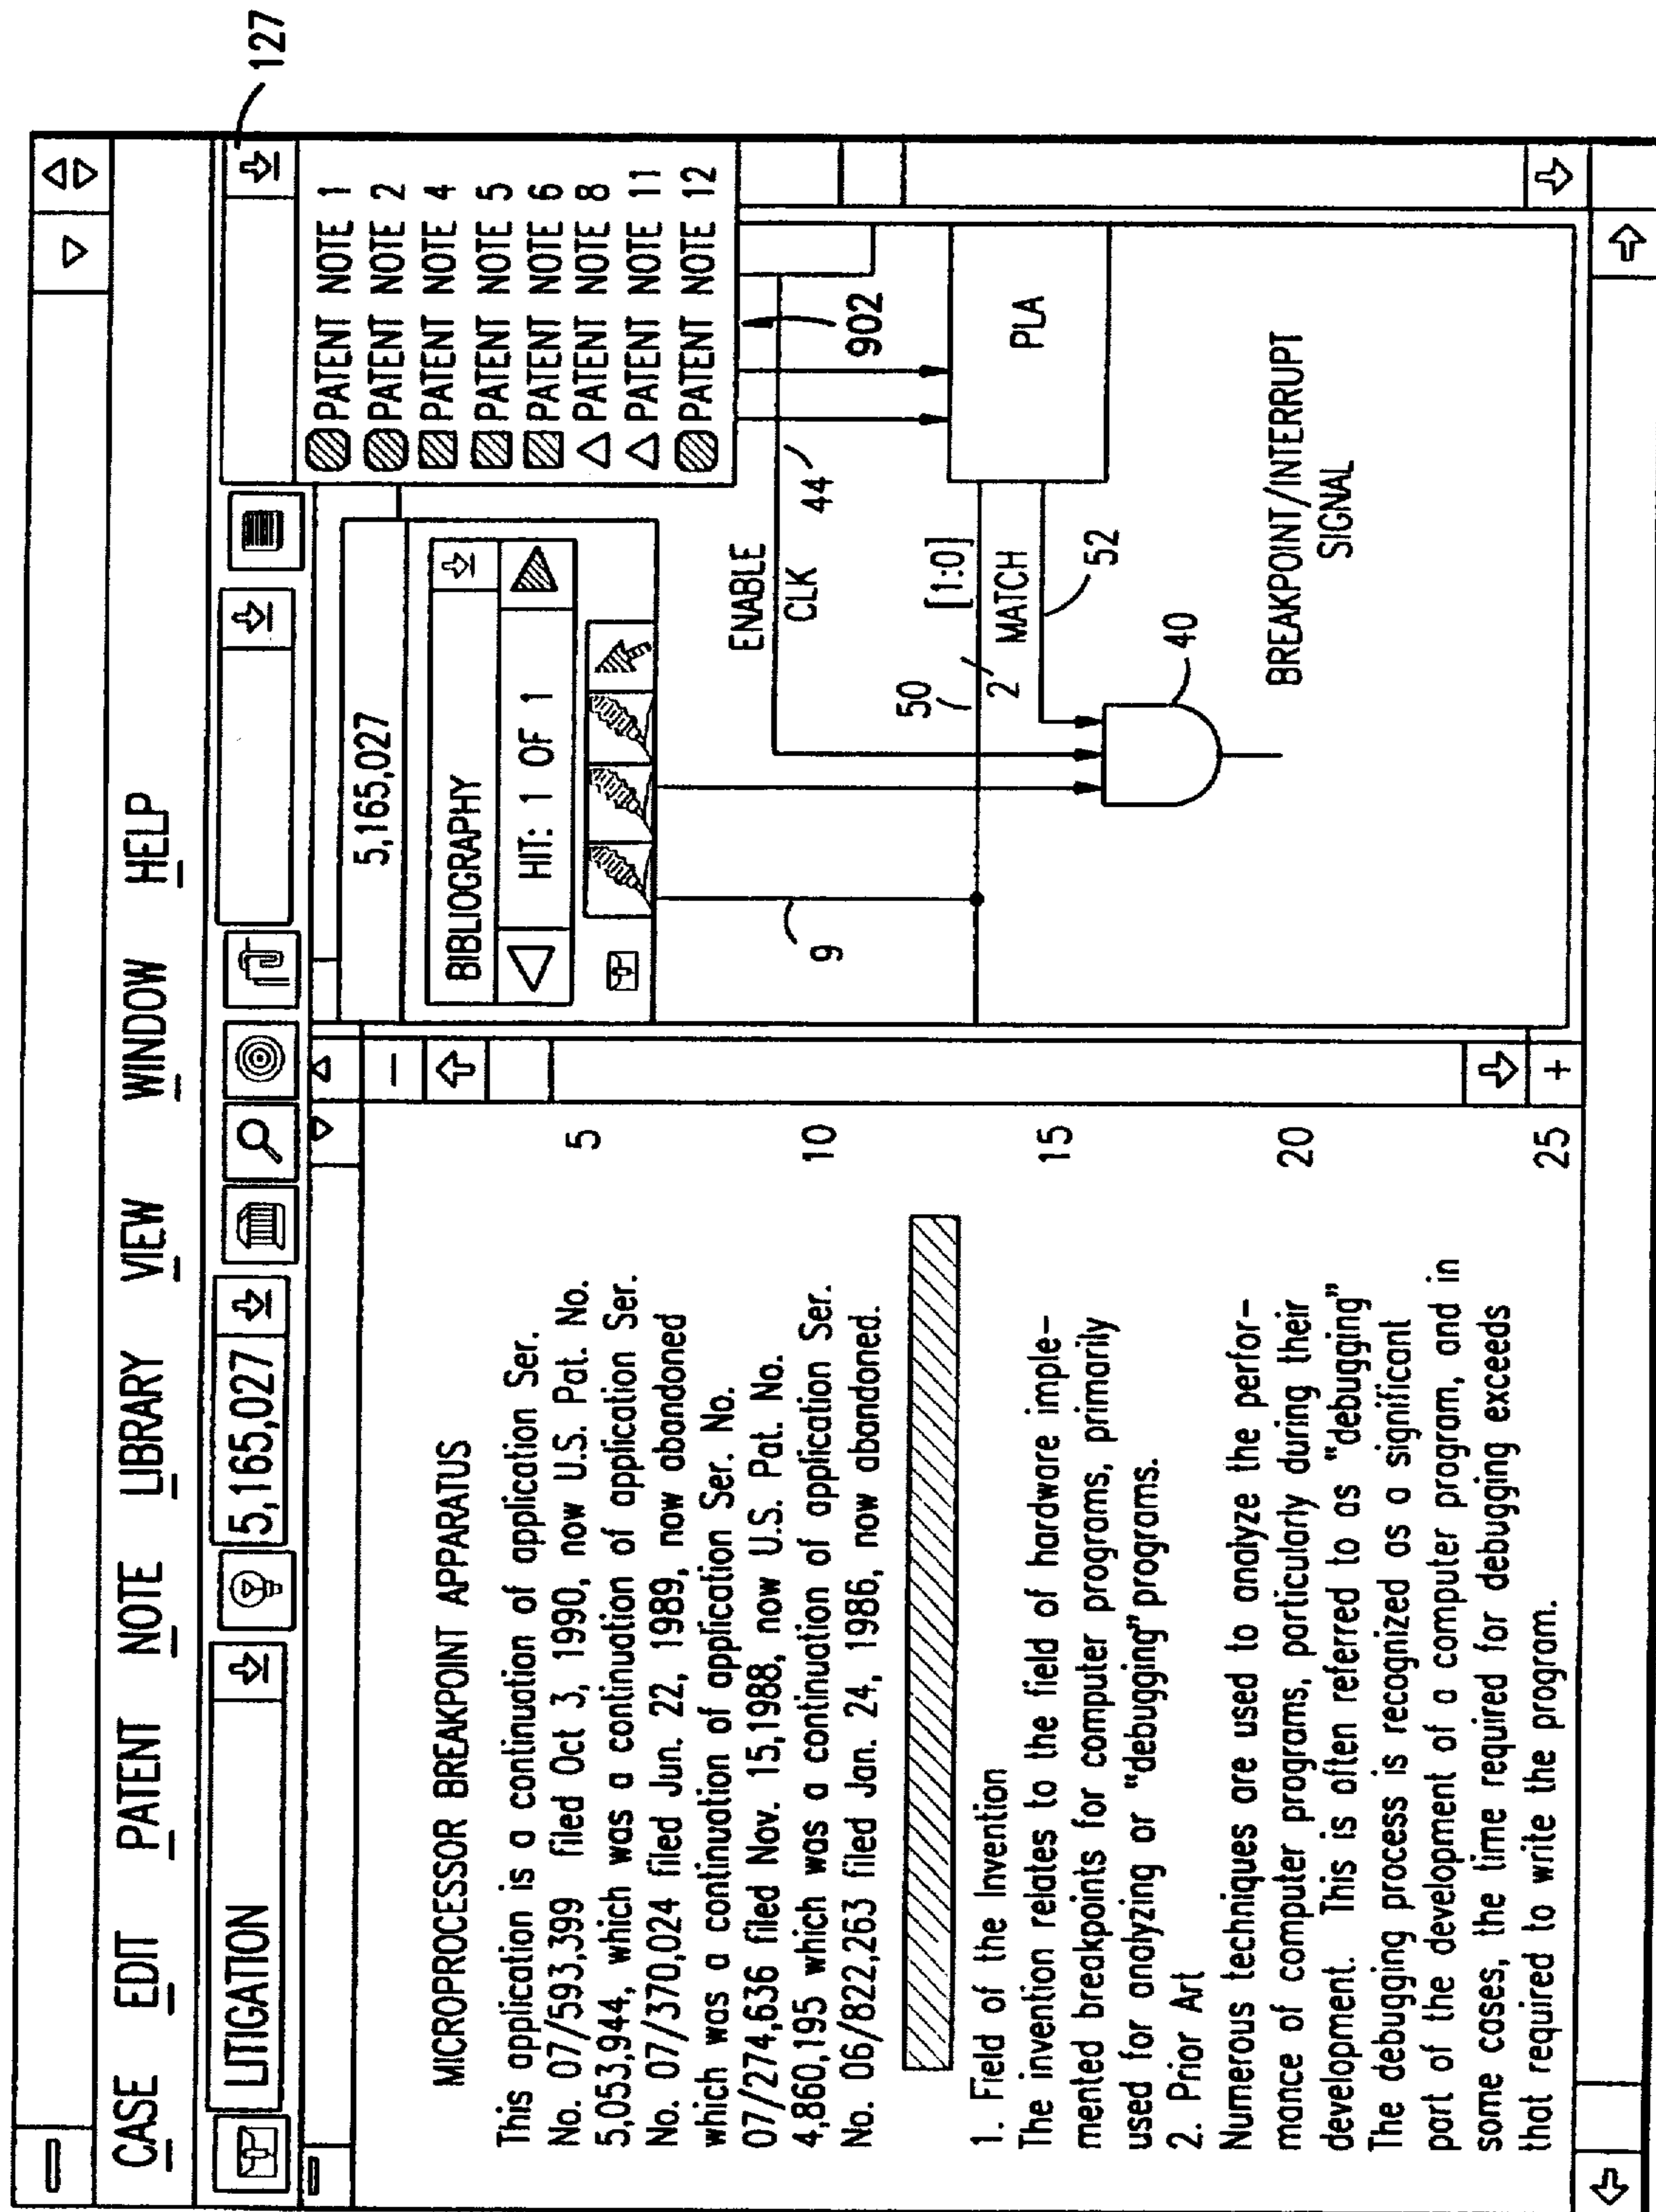 127
CASE EDIT PATENT NOTE LIBRARY VIEW WINDOW HELP
LITIGATION 5,165,027
MICROPROCESSOR BREAKPOINT APPARATUS
This application is a continuation of application Ser.
No. 07/593,399 filed Oct 3, 1990, now U.S. Pat. No.
5,053,944, which was a continuation of application Ser.
No. 07/370,024 filed Jun. 22, 1989, now abandoned
which was a continuation of application Ser. No.
07/274,636 filed Nov. 15,1988, now U.S. Pat. No.
4,860,195 which was a continuation of application Ser.
No. 06/822,263 filed Jan. 24, 1986, now abandoned.
1. Field of the Invention
The invention relates to the field of hardware imple-
mented breakpoints for computer programs, primarily
used for analyzing or "debugging" programs.
2. Prior Art
Numerous techniques are used to analyze the perfor-
mance of computer programs, particularly during their
development. This is often referred to as "debugging"
The debugging process is recognized as a significant
part of the development of a computer program, and in
some cases, the time required for debugging exceeds
that required to write the program.
5
10
15
20
25
5,165,027
BIBLIOGRAPHY
HIT: 1 OF 1
PATENT NOTE 1
PATENT NOTE 2
PATENT NOTE 4
PATENT NOTE 5
PATENT NOTE 6
PATENT NOTE 8
PATENT NOTE 11
PATENT NOTE 12
902
ENABLE
CLK
44
9
50
[1:0]
2
MATCH
52
PLA
40
BREAKPOINT/INTERRUPT
SIGNAL